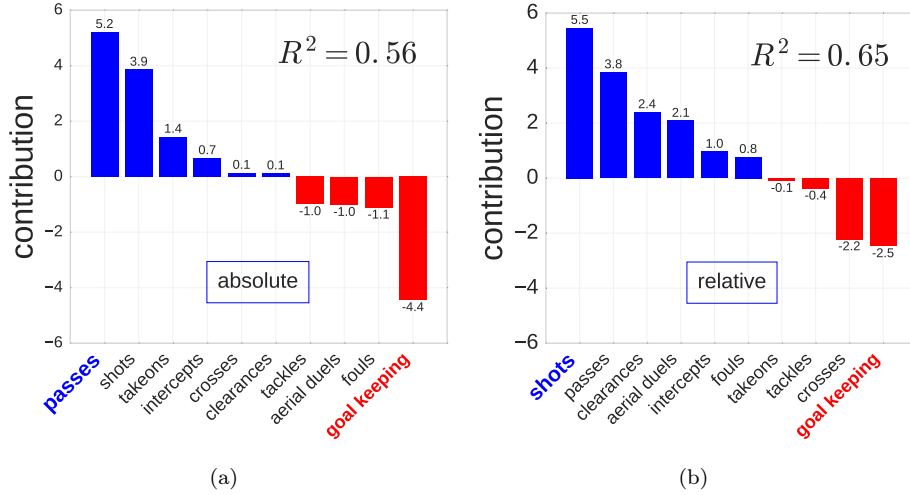 (a)
contribution
6
4
2
0
−2
−4
−6
5.2
3.9
1.4
0.7
0.1
0.1
-1.0
-1.0
-1.1
-4.4
R² = 0.56
absolute
passes
shots
takeons
intercepts
crosses
clearances
tackles
aerial duels
fouls
goal keeping
(b)
contribution
6
4
2
0
−2
−4
−6
5.5
3.8
2.4
2.1
1.0
0.8
-0.1
-0.4
-2.2
-2.5
R² = 0.65
relative
shots
passes
clearances
aerial duels
intercepts
fouls
takeons
tackles
crosses
goal keeping